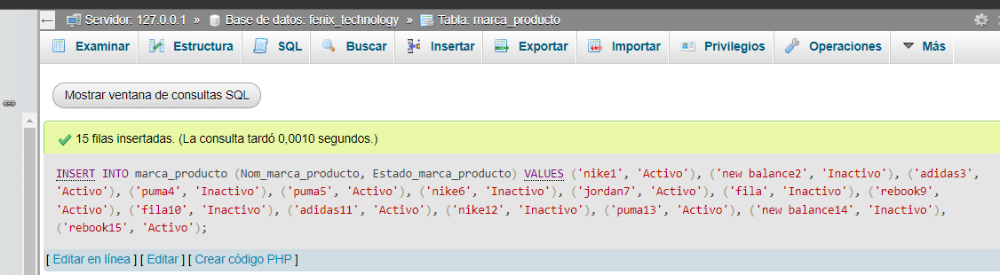 Servidor: 127.0.0.1 » Base de datos: fenix_technology » Tabla: marca_producto
Examinar Estructura SQL Buscar Insertar Exportar Importar Privilegios Operaciones Más
Mostrar ventana de consultas SQL
15 filas insertadas. (La consulta tardó 0,0010 segundos.)
INSERT INTO marca_producto (Nom_marca_producto, Estado_marca_producto) VALUES ('nike1', 'Activo'), ('new balance2', 'Inactivo'), ('adidas3',
'Activo'), ('puma4', 'Inactivo'), ('puma5', 'Activo'), ('nike6', 'Inactivo'), ('jordan7', 'Activo'), ('fila', 'Inactivo'), ('rebook9',
'Activo'), ('fila10', 'Inactivo'), ('adidas11', 'Activo'), ('nike12', 'Inactivo'), ('puma13', 'Activo'), ('new balance14', 'Inactivo'),
('rebook15', 'Activo');
[ Editar en línea ] [ Editar ] [ Crear código PHP ]